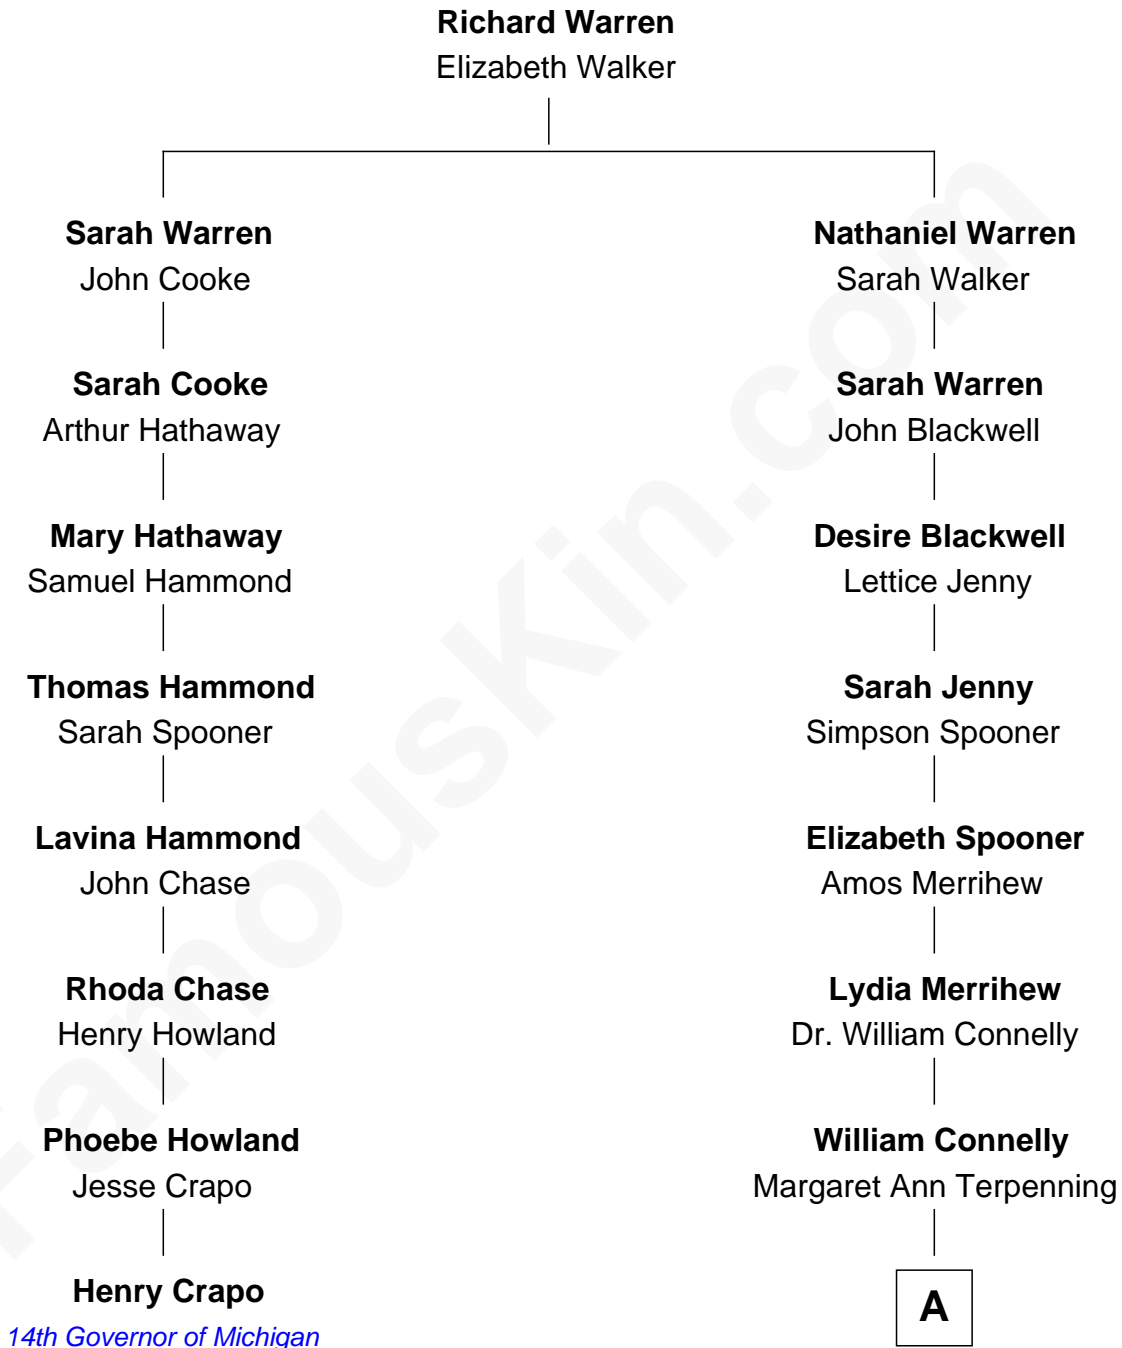 Richard Warren
Elizabeth Walker
Sarah Warren
John Cooke
Nathaniel Warren
Sarah Walker
Sarah Cooke
Arthur Hathaway
Sarah Warren
John Blackwell
Mary Hathaway
Samuel Hammond
Desire Blackwell
Lettice Jenny
Thomas Hammond
Sarah Spooner
Sarah Jenny
Simpson Spooner
Lavina Hammond
John Chase
Elizabeth Spooner
Amos Merrihew
Rhoda Chase
Henry Howland
Lydia Merrihew
Dr. William Connelly
Phoebe Howland
Jesse Crapo
William Connelly
Margaret Ann Terpenning
Henry Crapo
14th Governor of Michigan
A
FamousKin.com